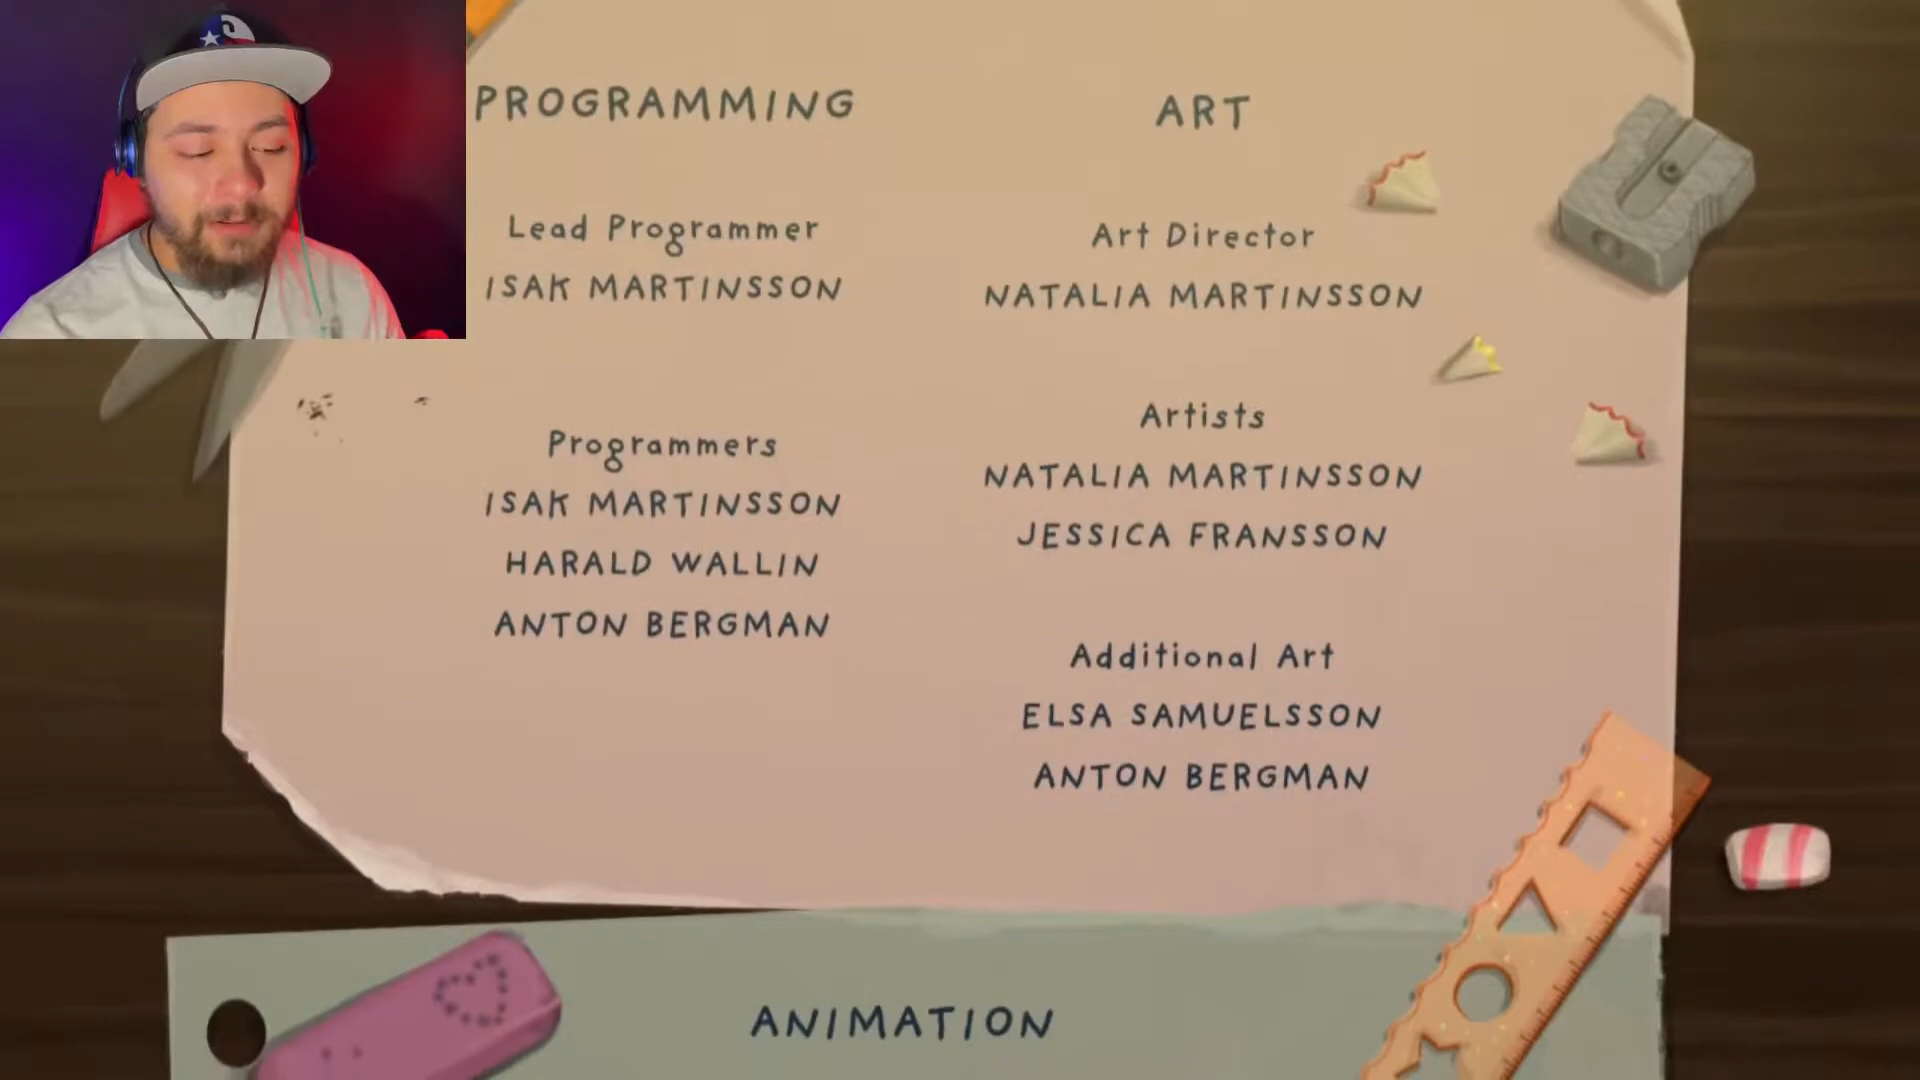 PROGRAMMING
Lead Programmer
ISAK MARTINSSON
Programmers
ISAK MARTINSSON
HARALD WALLIN
ANTON BERGMAN
ART
Art Director
NATALIA MARTINSSON
Artists
NATALIA MARTINSSON
JESSICA FRANSSON
Additional Art
ELSA SAMUELSSON
ANTON BERGMAN
ANIMATION